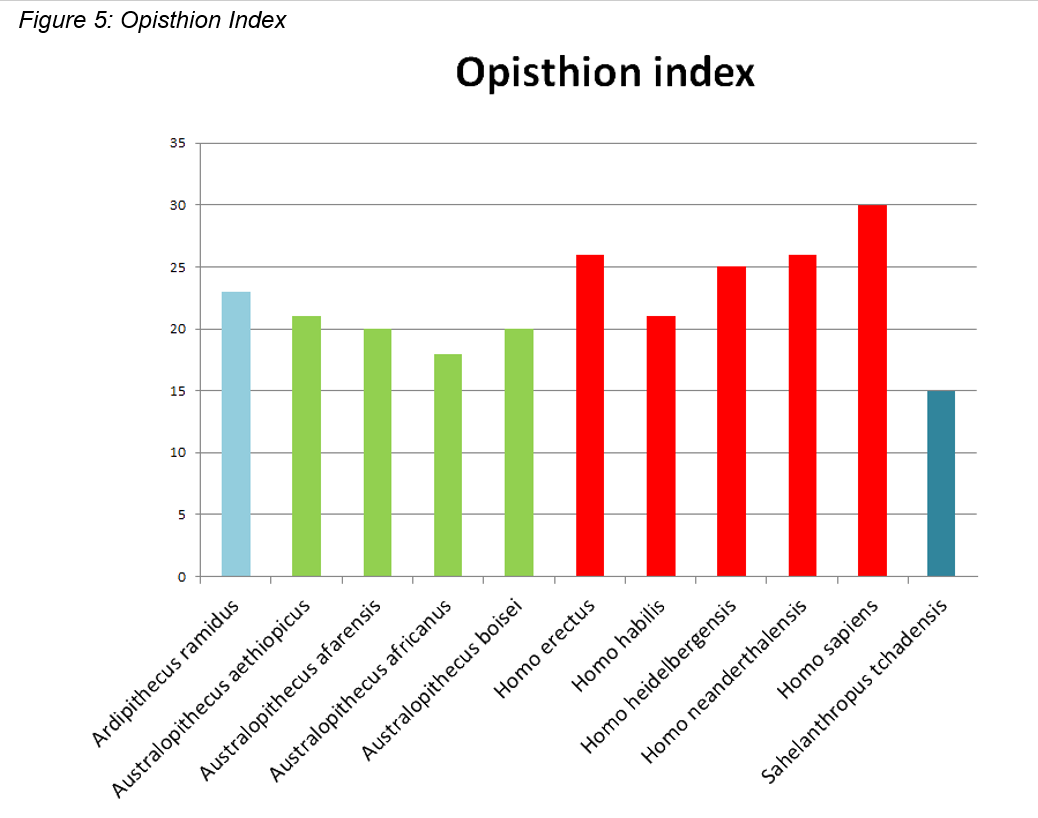 Figure 5: Opisthion Index
Opisthion index
35
30
25
20
15
10
5
0
Ardipithecus ramidus
Australopithecus aethiopicus
Australopithecus afarensis
Australopithecus africanus
Australopithecus boisei
Homo erectus
Homo habilis
Homo heidelbergensis
Homo neanderthalensis
Homo sapiens
Sahelanthropus tchadensis